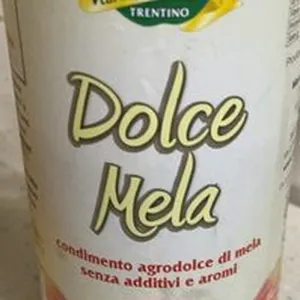 TRENTINO
Dolce
Mela
condimento agrodolce di mela
senza additivi e aromi